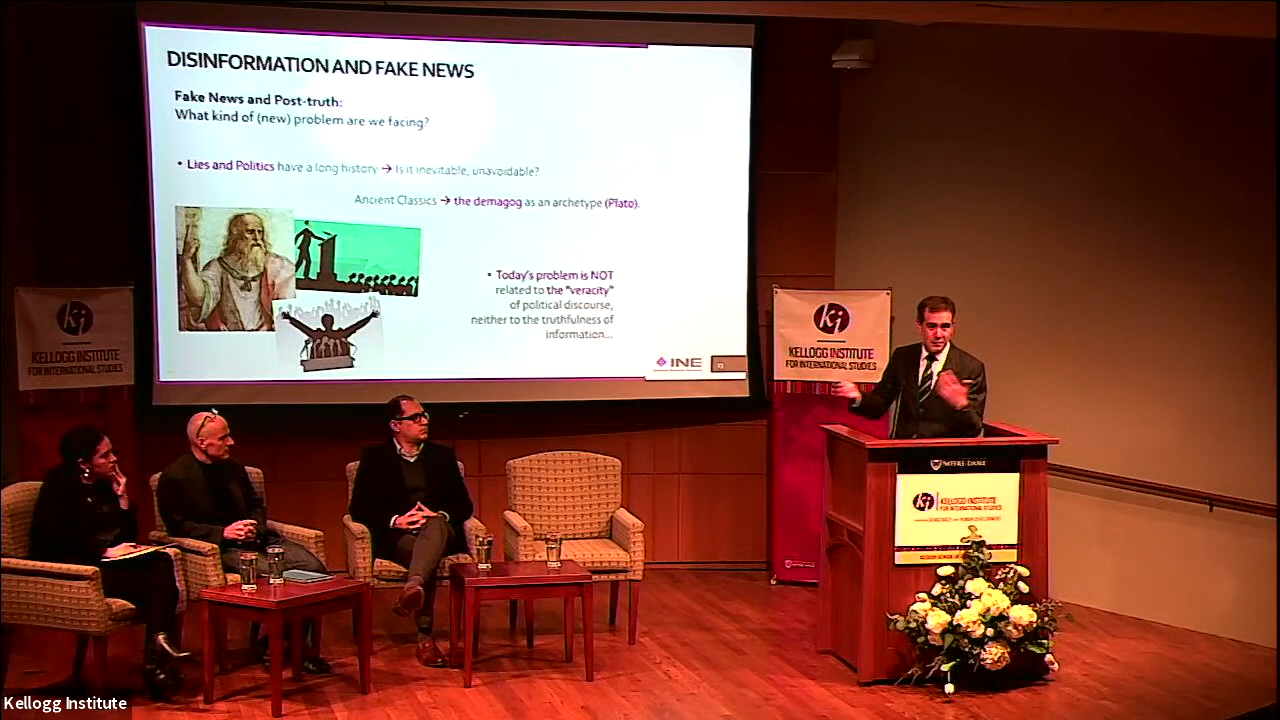 DISINFORMATION AND FAKE NEWS
Fake News and Post-truth:
What kind of (new) problem are we facing?
• Lies and Politics have a long history → Is it inevitable, unavoidable?
Ancient Classics → the demagog as an archetype (Plato).
• Today's problem is NOT
related to the "veracity"
of political discourse,
neither to the truthfulness of
information...
INE
ki
KELLOGG INSTITUTE
FOR INTERNATIONAL STUDIES
ki
KELLOGG INSTITUTE
FOR INTERNATIONAL STUDIES
NOTRE DAME
ki
KELLOGG INSTITUTE
FOR INTERNATIONAL STUDIES
Kellogg Institute